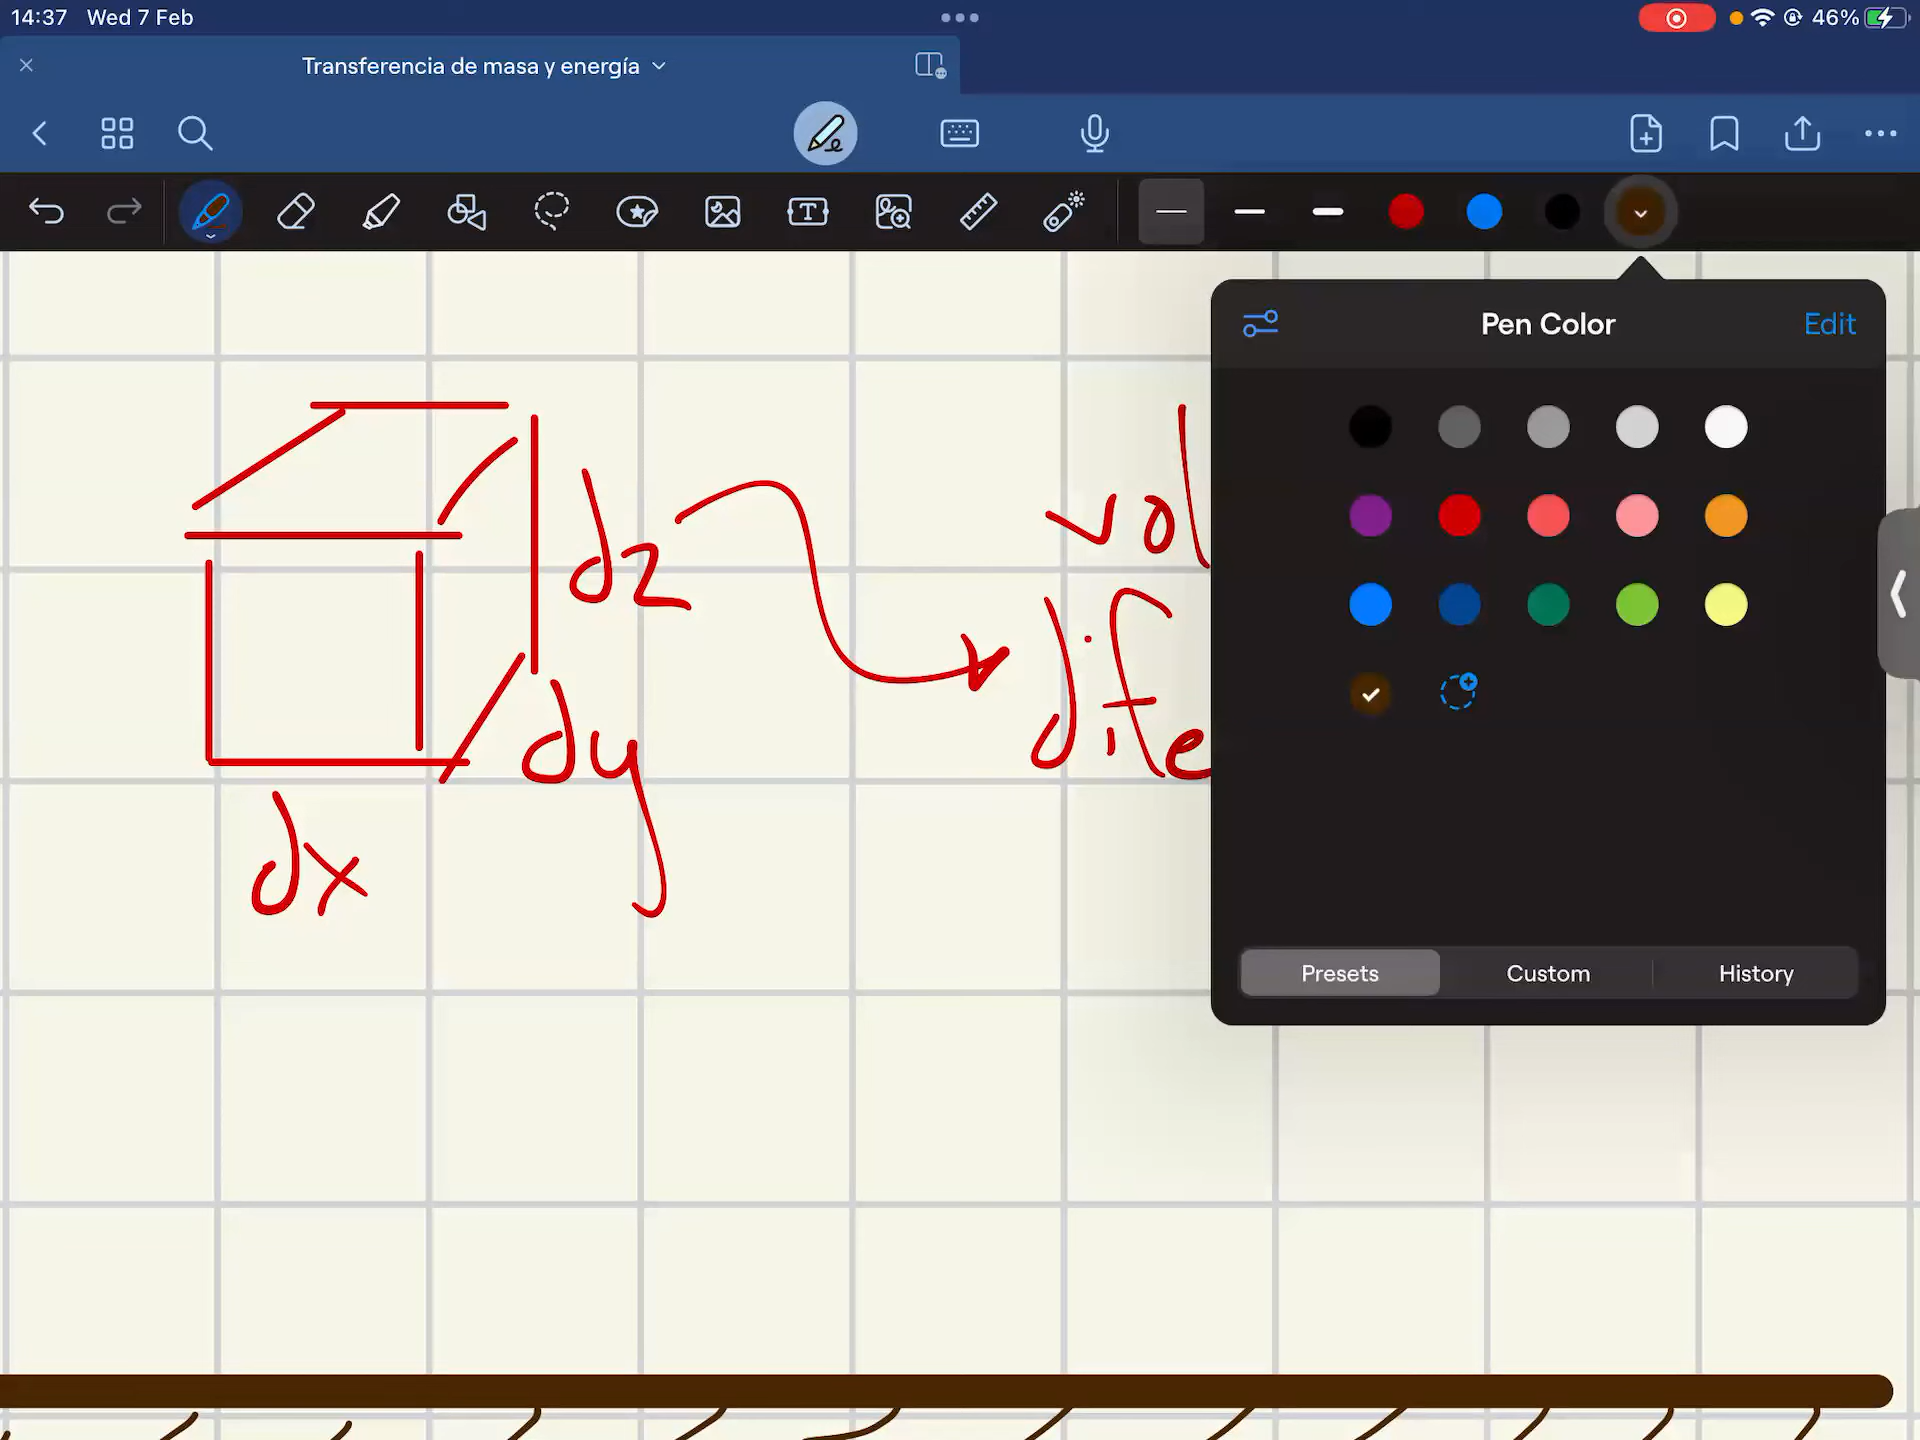 14:37 Wed 7 Feb
46%
Transferencia de masa y energía
Pen Color
Edit
dz
vol
dife
dy
dx
Presets
Custom
History